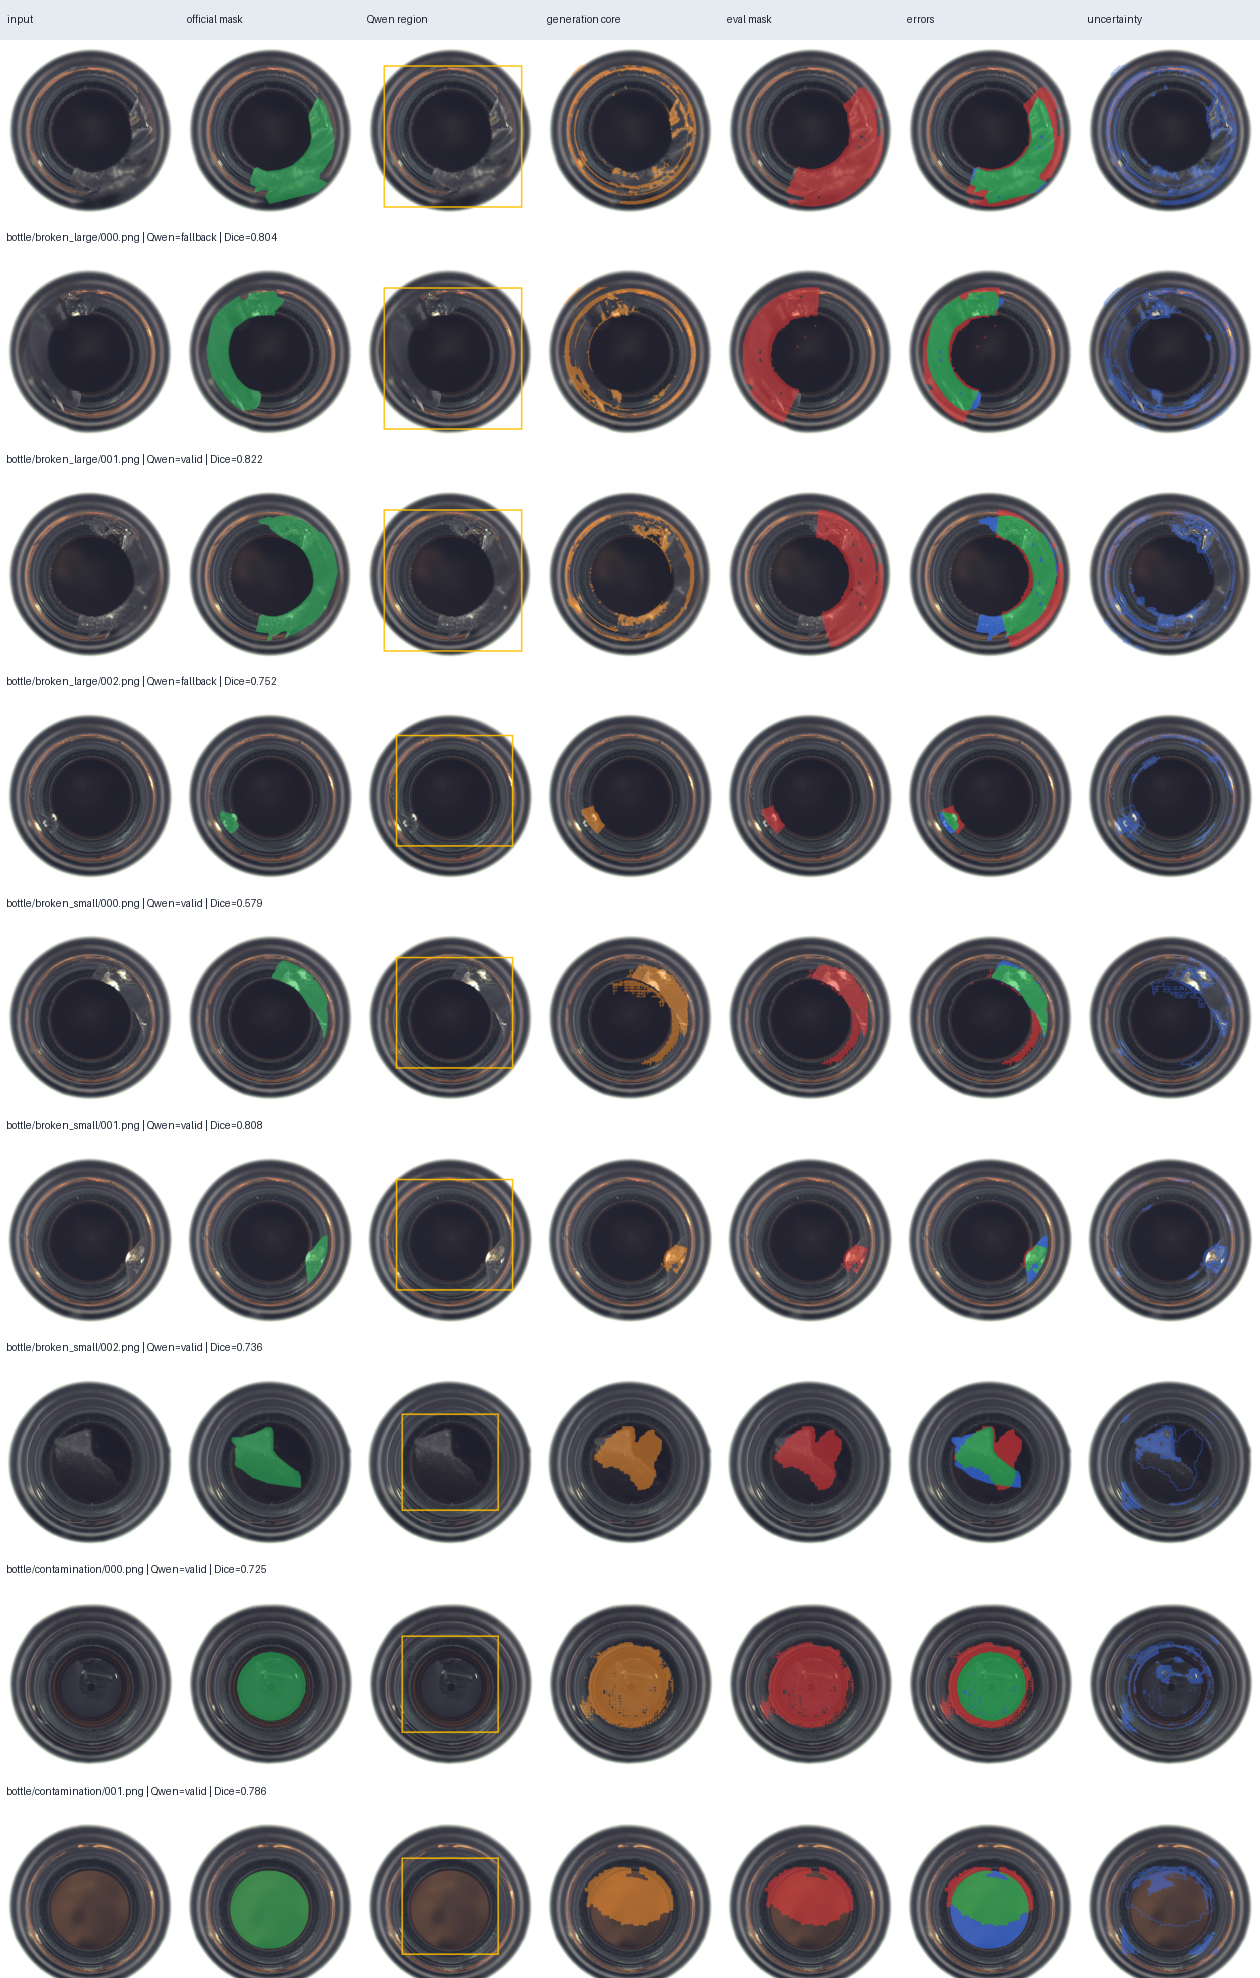 input official mask Qwen region generation core eval mask errors uncertainty
bottle/broken_large/000.png | Qwen=fallback | Dice=0.804
bottle/broken_large/001.png | Qwen=valid | Dice=0.822
bottle/broken_large/002.png | Qwen=fallback | Dice=0.752
bottle/broken_small/000.png | Qwen=valid | Dice=0.579
bottle/broken_small/001.png | Qwen=valid | Dice=0.808
bottle/broken_small/002.png | Qwen=valid | Dice=0.736
bottle/contamination/000.png | Qwen=valid | Dice=0.725
bottle/contamination/001.png | Qwen=valid | Dice=0.786